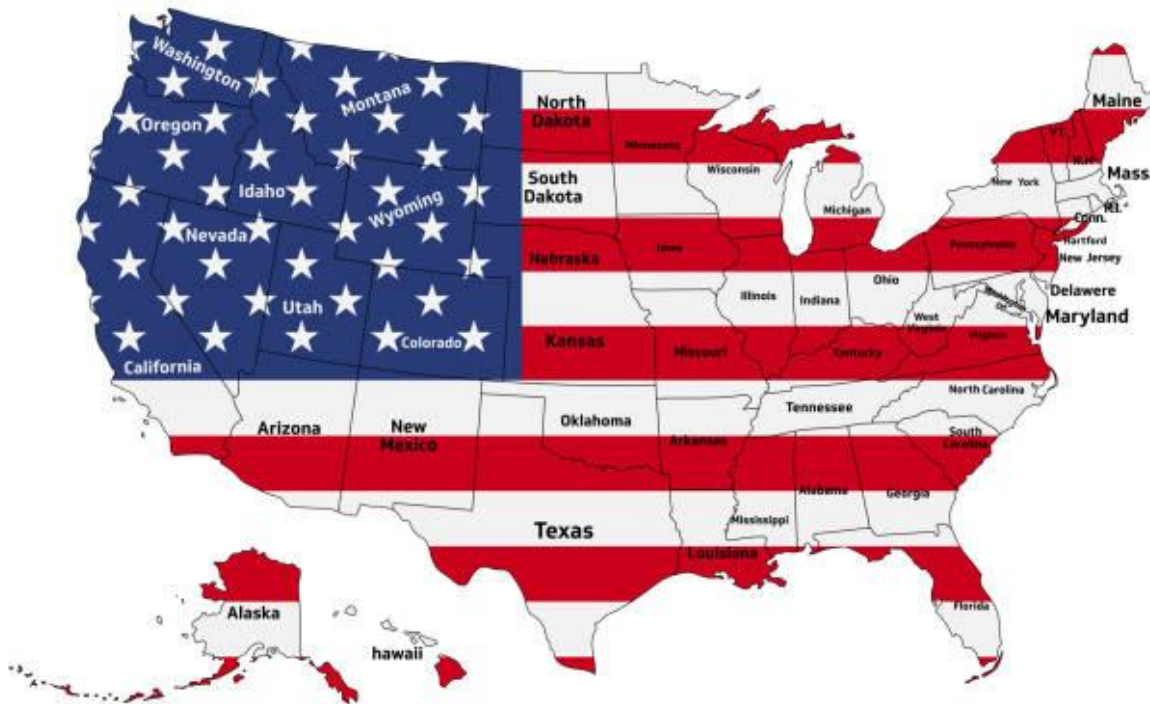 Washington
Montana
North
Dakota
Maine
Oregon
Minnesota
V.T.
N.H
Wisconsin
Mass
Idaho
Wyoming
South
Dakota
Michigan
New York
R.I.
Conn.
Nevada
Hartford
Iowa
Pennsylvania
Nebraska
New Jersey
Utah
Illinois
Indiana
Ohio
Delawere
Maryland
West
Virginia
Virginia
Colorado
Kansas
Missouri
Kentucky
California
North Carolina
Tennessee
Arizona
New
Mexico
Oklahoma
Arkansas
South
Carolina
Alabama
Georgia
Texas
Mississippi
Louisiana
Florida
Alaska
hawaii